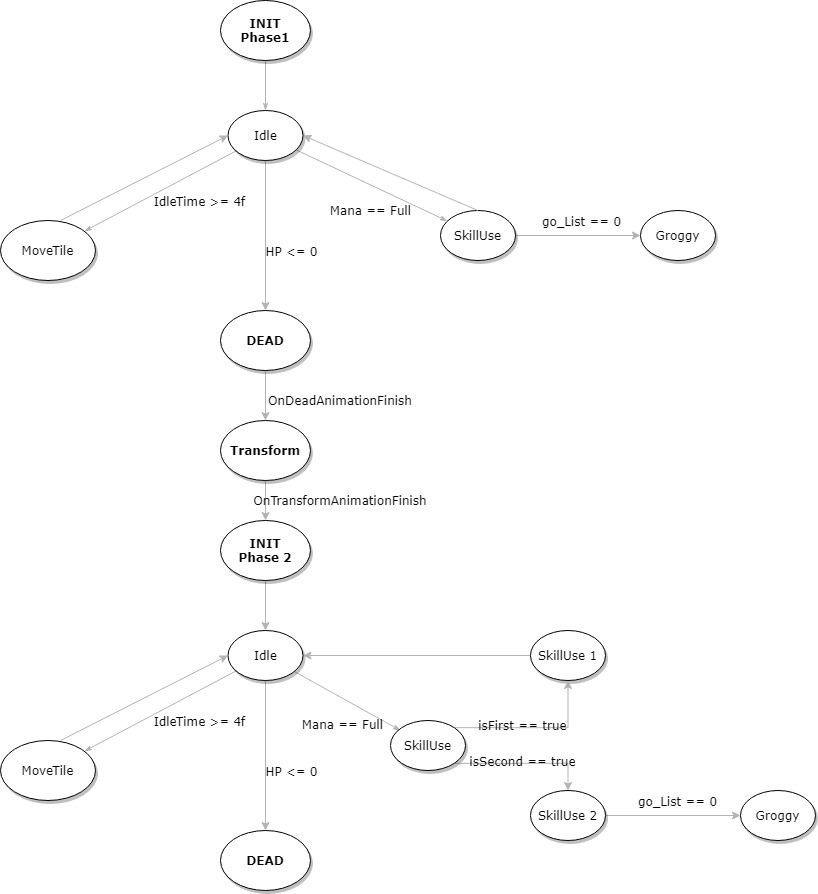 INIT
Phase1
Idle
IdleTime >= 4f
Mana == Full
go_List == 0
MoveTile
HP <= 0
SkillUse
Groggy
DEAD
OnDeadAnimationFinish
Transform
OnTransformAnimationFinish
INIT
Phase 2
Idle
SkillUse 1
IdleTime >= 4f
Mana == Full
isFirst == true
SkillUse
isSecond == true
MoveTile
HP <= 0
go_List == 0
SkillUse 2
Groggy
DEAD